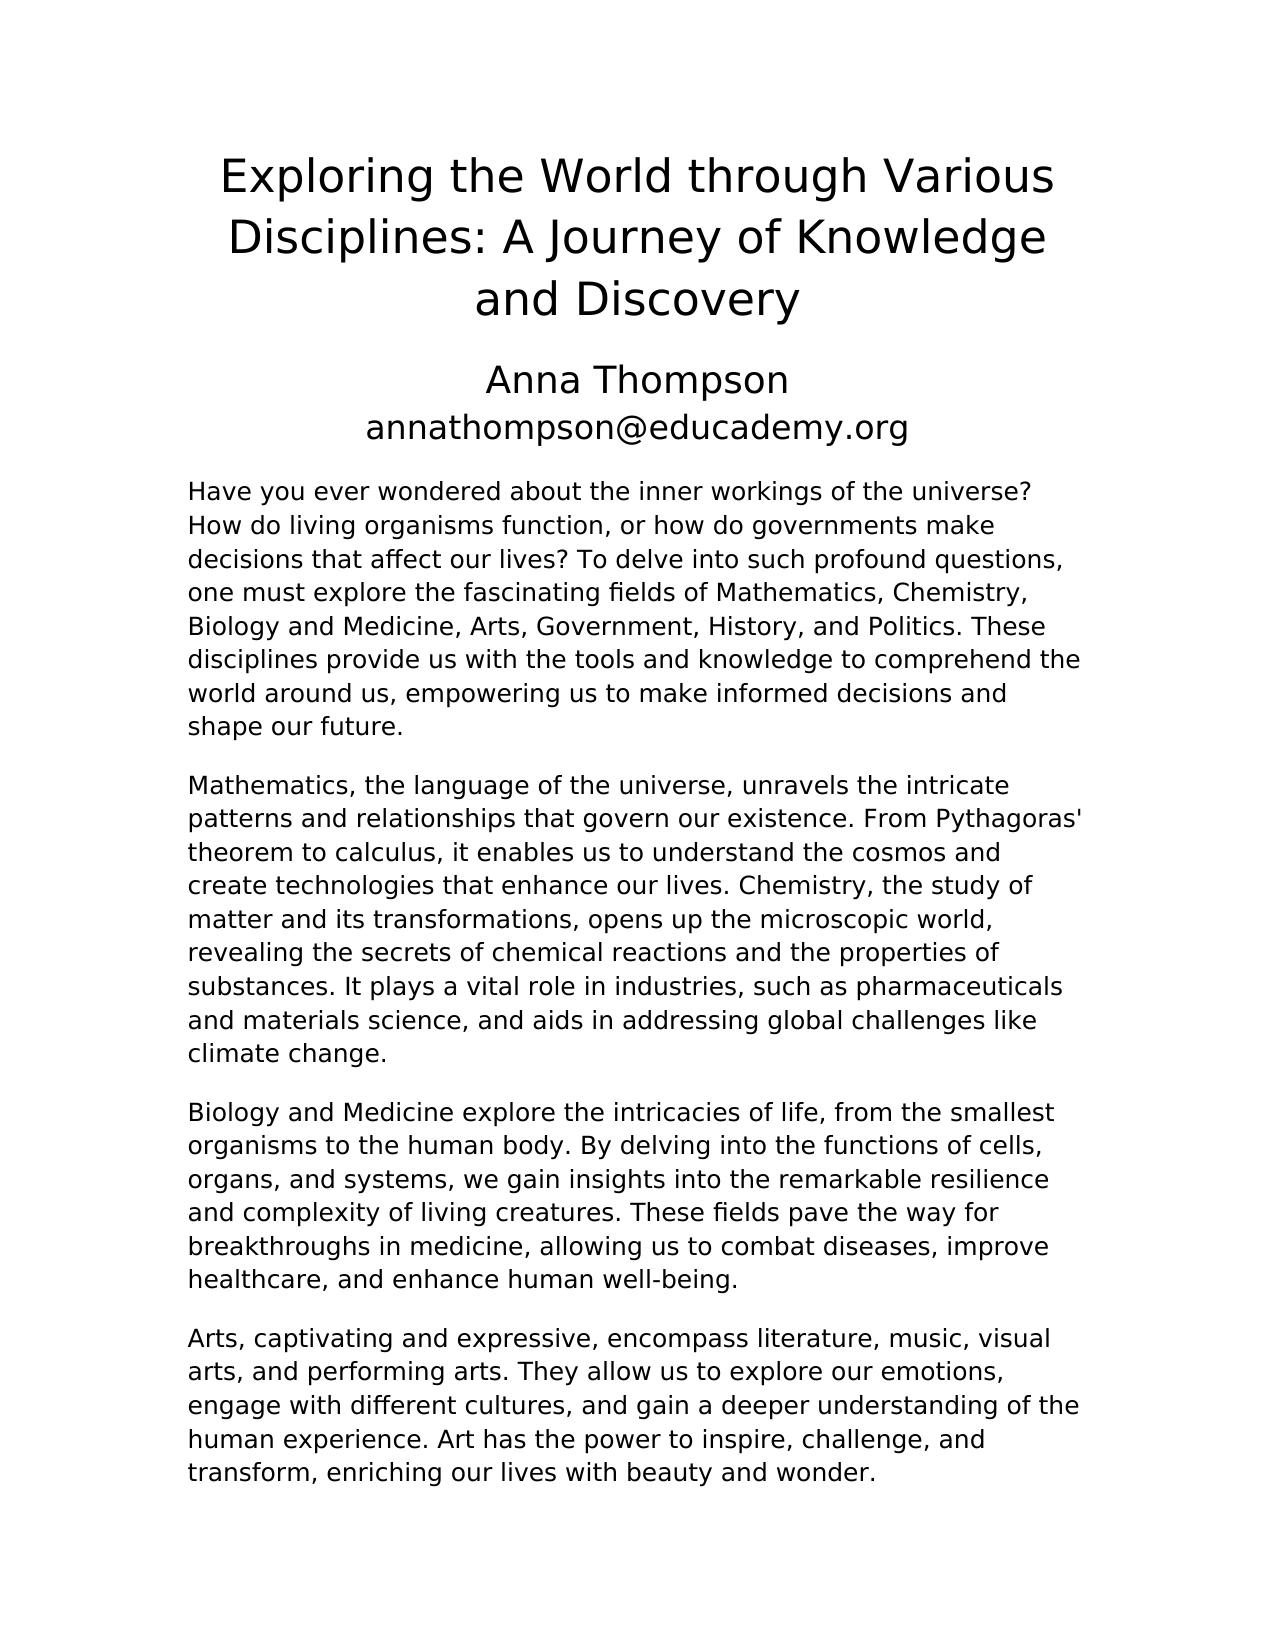 Exploring the World through Various
Disciplines: A Journey of Knowledge
and Discovery
Anna Thompson
annathompson@educademy.org
Have you ever wondered about the inner workings of the universe?
How do living organisms function, or how do governments make
decisions that affect our lives? To delve into such profound questions,
one must explore the fascinating fields of Mathematics, Chemistry,
Biology and Medicine, Arts, Government, History, and Politics. These
disciplines provide us with the tools and knowledge to comprehend the
world around us, empowering us to make informed decisions and
shape our future.
Mathematics, the language of the universe, unravels the intricate
patterns and relationships that govern our existence. From Pythagoras'
theorem to calculus, it enables us to understand the cosmos and
create technologies that enhance our lives. Chemistry, the study of
matter and its transformations, opens up the microscopic world,
revealing the secrets of chemical reactions and the properties of
substances. It plays a vital role in industries, such as pharmaceuticals
and materials science, and aids in addressing global challenges like
climate change.
Biology and Medicine explore the intricacies of life, from the smallest
organisms to the human body. By delving into the functions of cells,
organs, and systems, we gain insights into the remarkable resilience
and complexity of living creatures. These fields pave the way for
breakthroughs in medicine, allowing us to combat diseases, improve
healthcare, and enhance human well-being.
Arts, captivating and expressive, encompass literature, music, visual
arts, and performing arts. They allow us to explore our emotions,
engage with different cultures, and gain a deeper understanding of the
human experience. Art has the power to inspire, challenge, and
transform, enriching our lives with beauty and wonder.